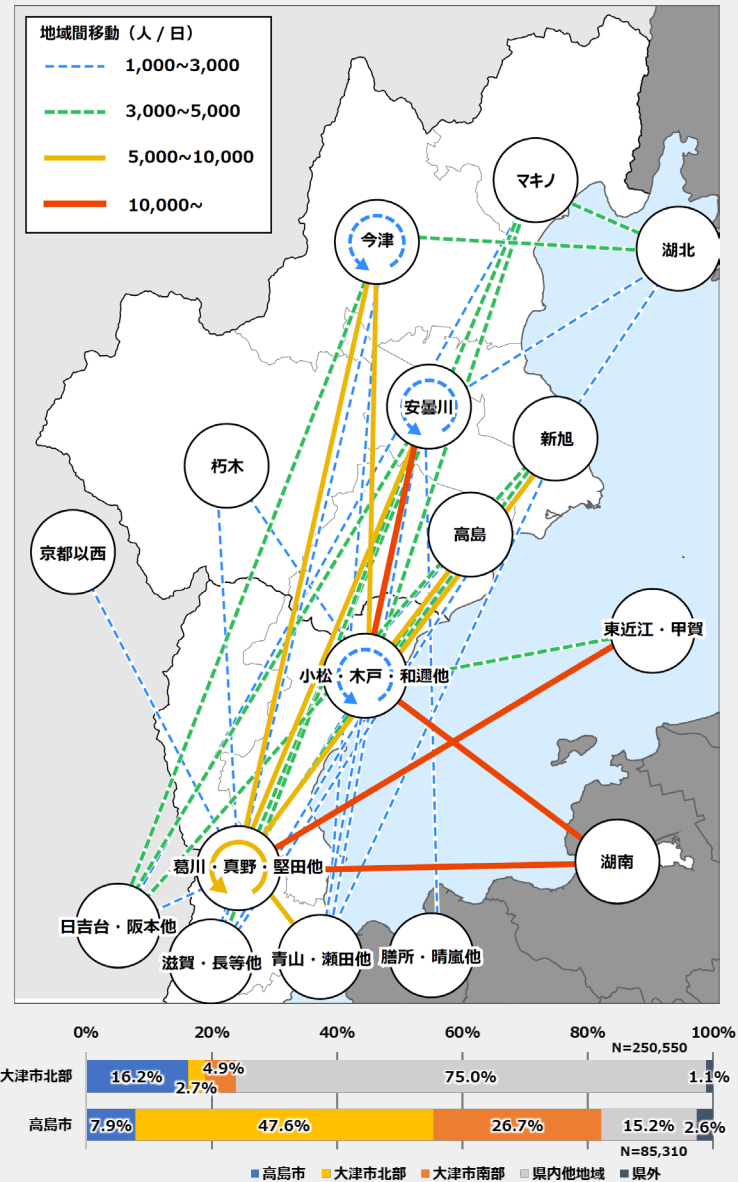 地域間移動（人 / 日）
1,000~3,000
3,000~5,000
5,000~10,000
10,000~
マキノ
今津
湖北
安曇川
新旭
朽木
高島
京都以西
東近江・甲賀
小松・木戸・和邇他
葛川・真野・堅田他
湖南
日吉台・阪本他
滋賀・長等他
青山・瀬田他
膳所・晴嵐他
0%
20%
40%
60%
80%
100%
N=250,550
大津市北部
16.2%
2.7%
4.9%
75.0%
1.1%
高島市
7.9%
47.6%
26.7%
15.2%
2.6%
N=85,310
高島市
大津市北部
大津市南部
県内他地域
県外